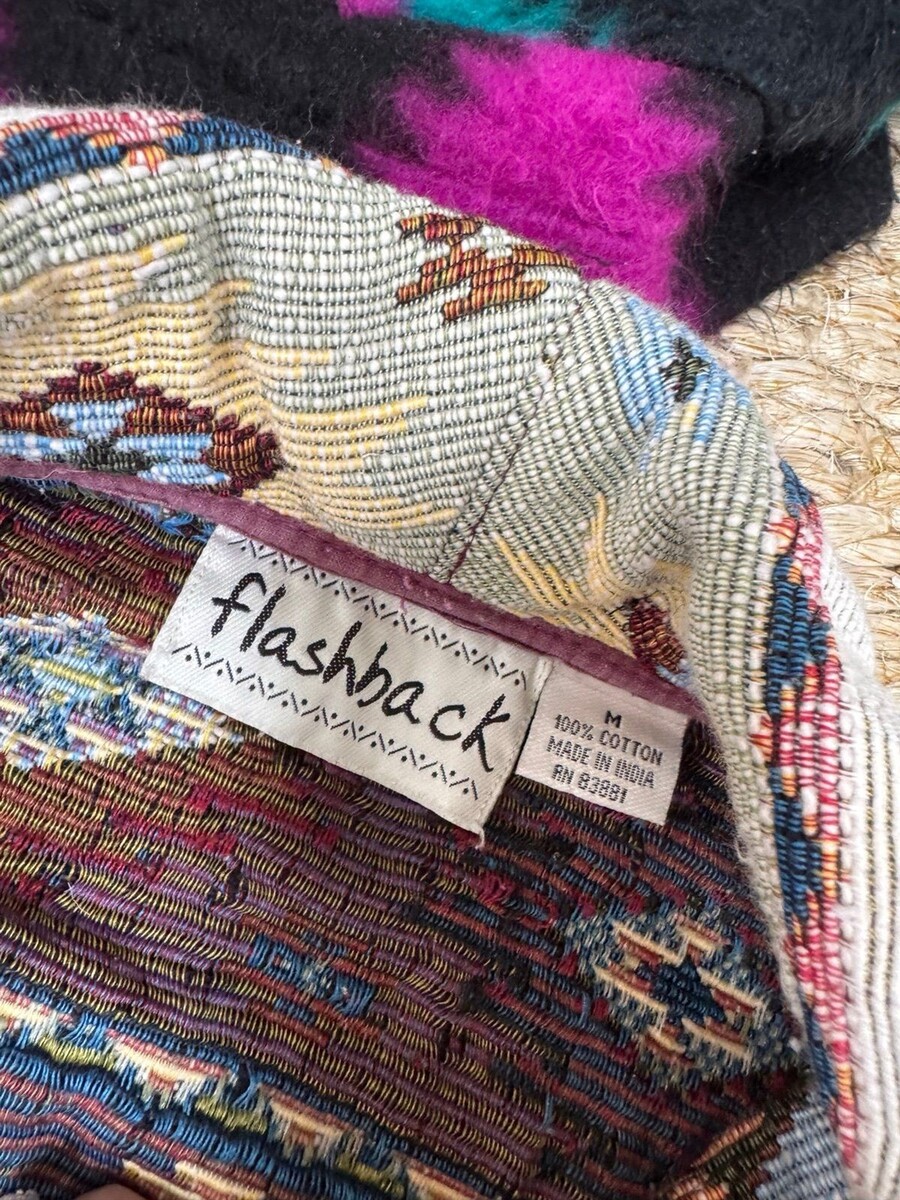 flashback
M
100% COTTON
MADE IN INDIA
RN 83881